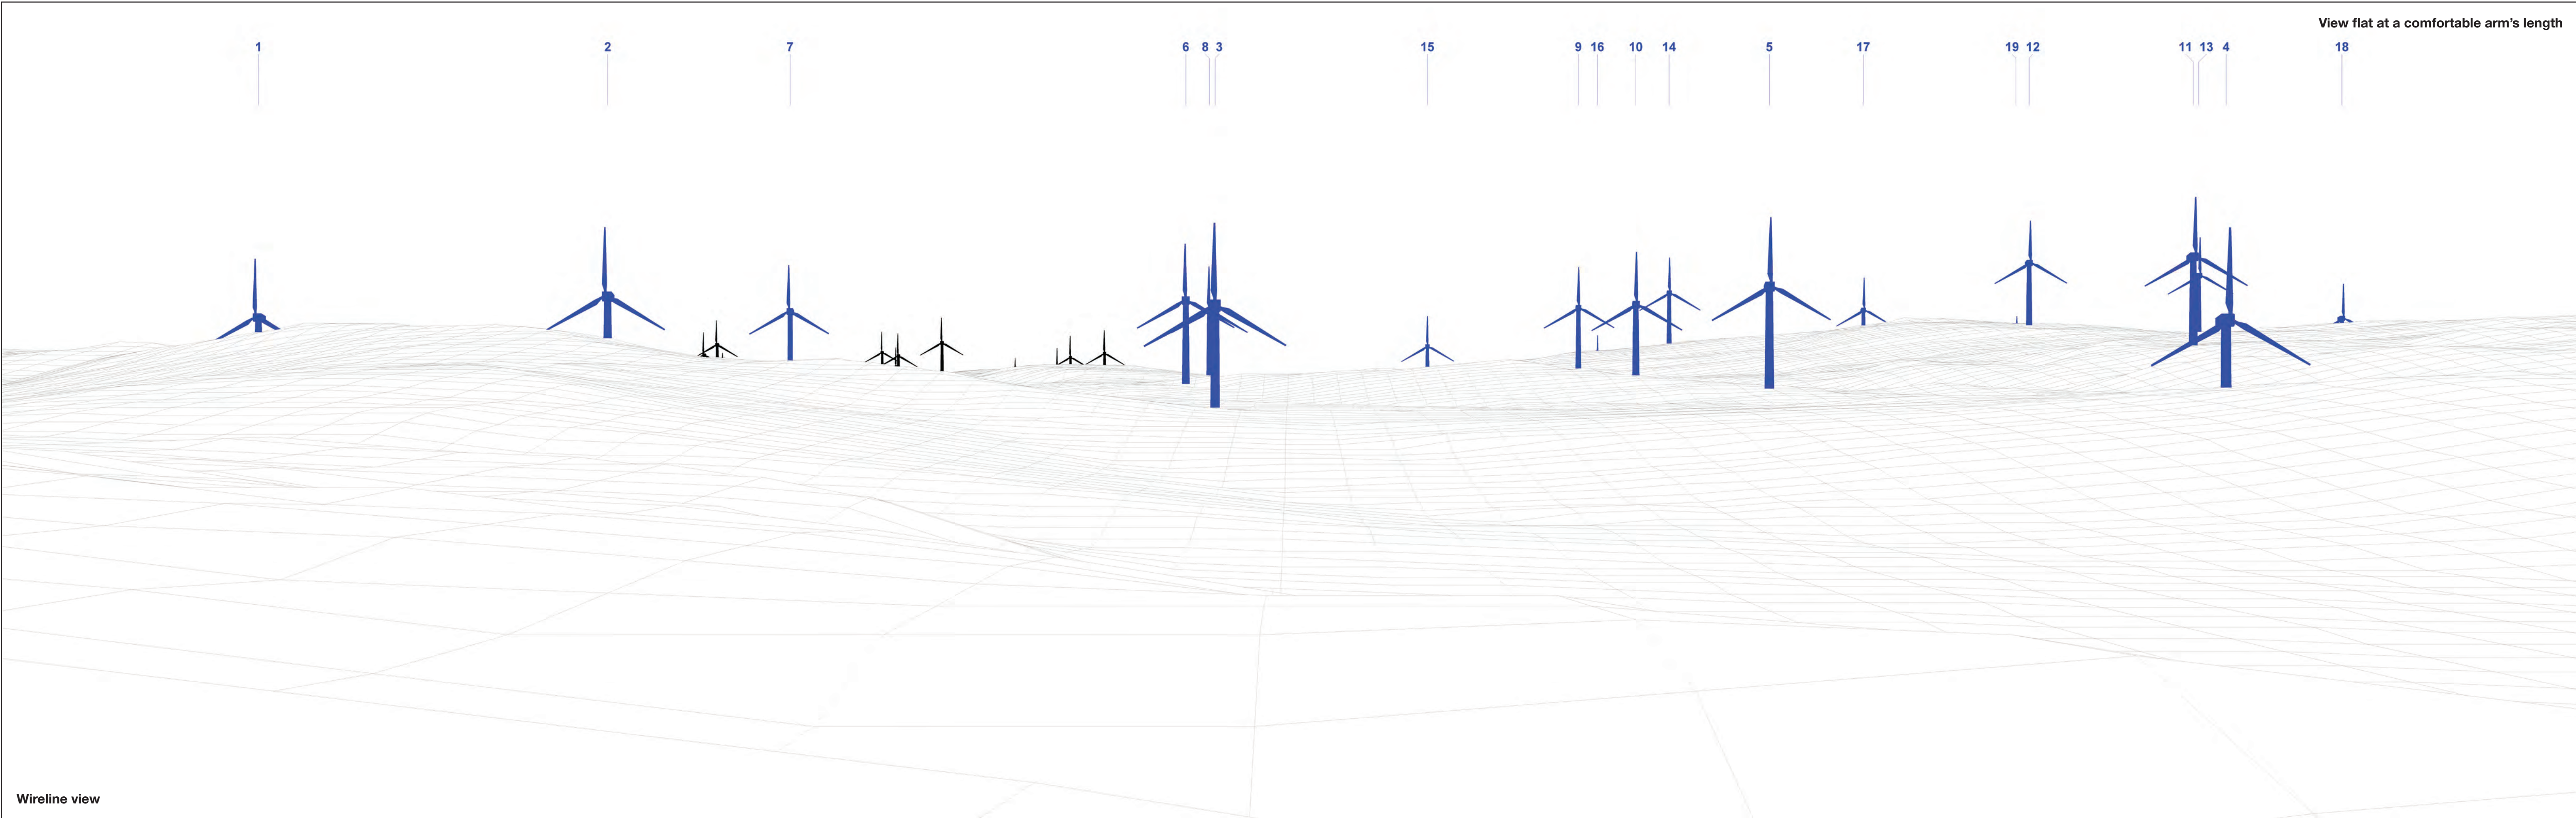 View flat at a comfortable arm's length
1 2 7 6 8 3 15 9 16 10 14 5 17 19 12 11 13 4 18
Wireline view